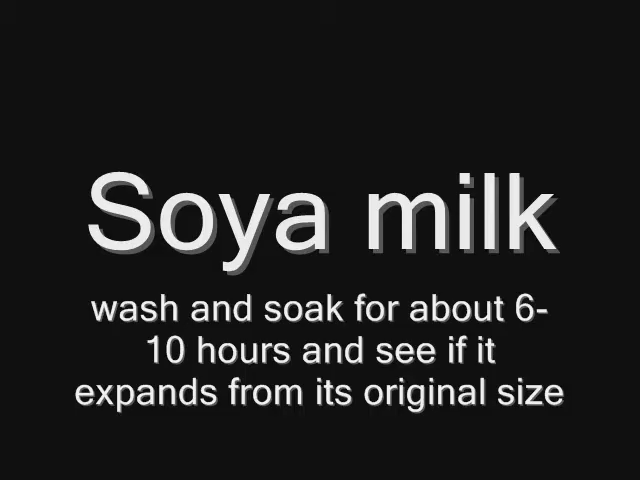 Soya milk
wash and soak for about 6-
10 hours and see if it
expands from its original size